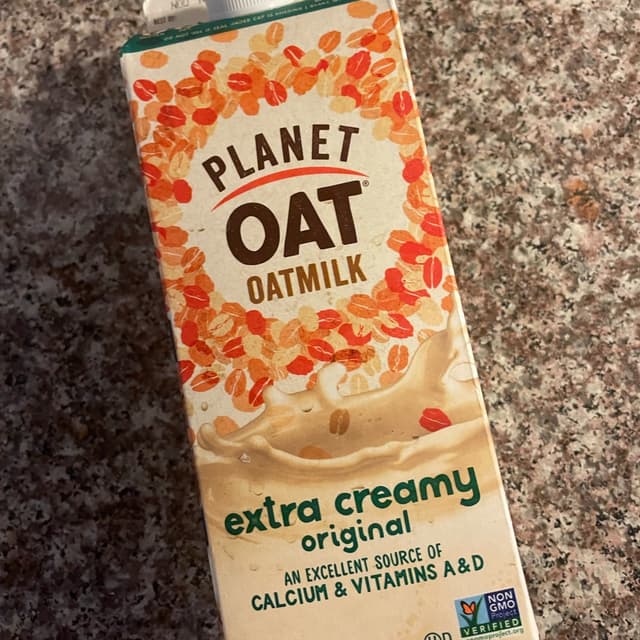 PLANET
OAT®
OATMILK
extra creamy
original
AN EXCELLENT SOURCE OF
CALCIUM & VITAMINS A & D
NON
GMO
Project
VERIFIED